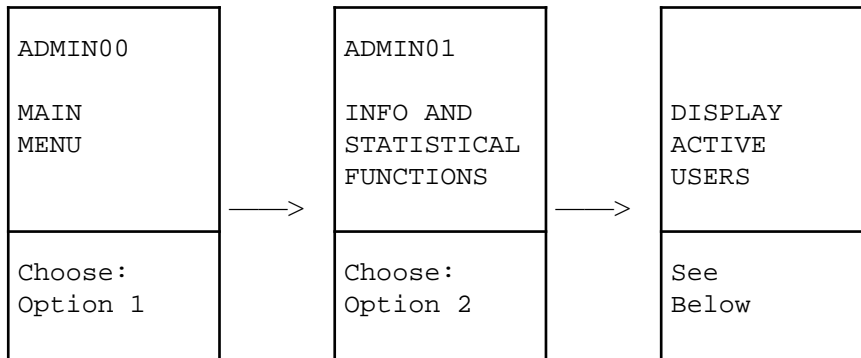 ADMIN00
MAIN
MENU
Choose:
Option 1
ADMIN01
INFO AND
STATISTICAL
FUNCTIONS
Choose:
Option 2
DISPLAY
ACTIVE
USERS
See
Below